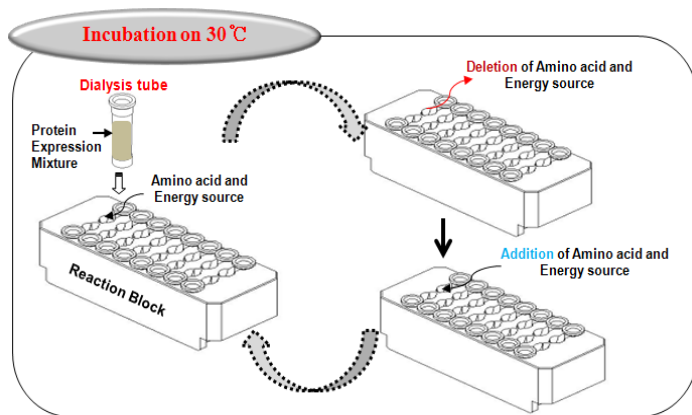 Incubation on 30℃
Dialysis tube
Protein
Expression
Mixture
Amino acid and
Energy source
Reaction Block
Deletion of Amino acid and
Energy source
Addition of Amino acid and
Energy source